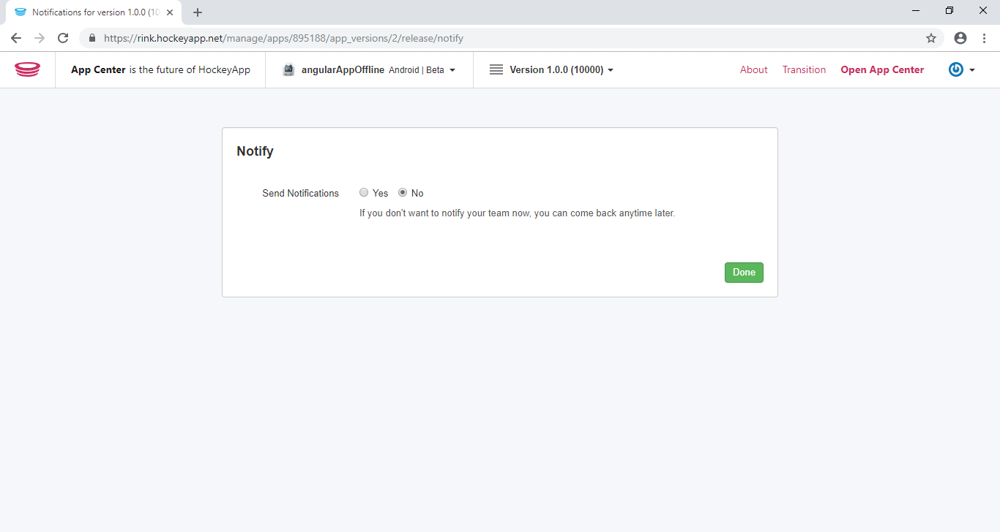 Notifications for version 1.0.0 (10
https://rink.hockeyapp.net/manage/apps/895188/app_versions/2/release/notify
App Center is the future of HockeyApp angularAppOffline Android | Beta Version 1.0.0 (10000) About Transition Open App Center
Notify
Send Notifications Yes No
If you don't want to notify your team now, you can come back anytime later.
Done